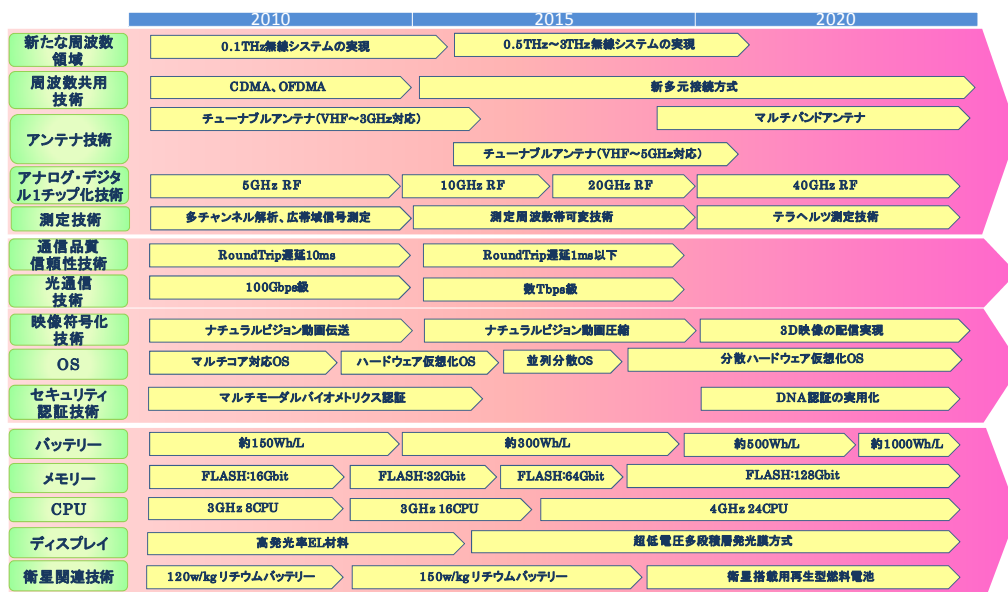 2010 2015 2020
新たな周波数
領域
0.1THz無線システムの実現
0.5THz～3THz無線システムの実現
周波数共用
技術
CDMA、OFDMA
新多元接続方式
アンテナ技術
チューナブルアンテナ(VHF～3GHz対応)
マルチバンドアンテナ
チューナブルアンテナ(VHF～5GHz対応)
アナログ・デジタ
ル1チップ化技術
5GHz RF
10GHz RF
20GHz RF
40GHz RF
測定技術
多チャンネル解析、広帯域信号測定
測定周波数帯可変技術
テラヘルツ測定技術
通信品質
信頼性技術
RoundTrip遅延10ms
RoundTrip遅延1ms以下
光通信
技術
100Gbps級
数Tbps級
映像符号化
技術
ナチュラルビジョン動画伝送
ナチュラルビジョン動画圧縮
3D映像の配信実現
OS
マルチコア対応OS
ハードウェア仮想化OS
並列分散OS
分散ハードウェア仮想化OS
セキュリティ
認証技術
マルチモーダルバイオメトリクス認証
DNA認証の実用化
バッテリー
約150Wh/L
約300Wh/L
約500Wh/L
約1000Wh/L
メモリー
FLASH:16Gbit
FLASH:32Gbit
FLASH:64Gbit
FLASH:128Gbit
CPU
3GHz 8CPU
3GHz 16CPU
4GHz 24CPU
ディスプレイ
高発光率EL材料
超低電圧多段積層発光膜方式
衛星関連技術
120w/kgリチウムバッテリー
150w/kgリチウムバッテリー
衛星搭載用再生型燃料電池